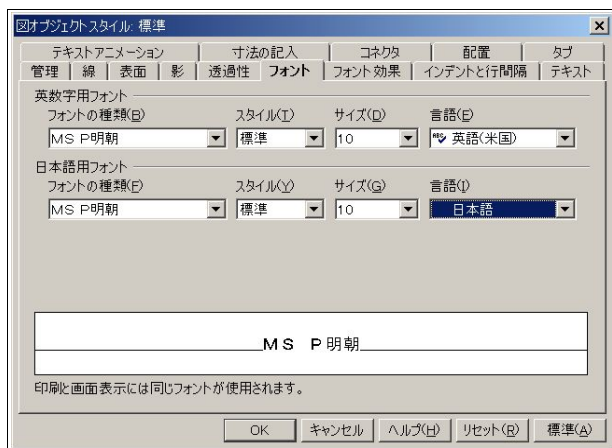 図オブジェクトスタイル: 標準
テキストアニメーション 寸法の記入 コネクタ 配置 タブ
管理 線 表面 影 透過性 フォント フォント効果 インデントと行間隔 テキスト
英数字用フォント
フォントの種類(B) スタイル(T) サイズ(D) 言語(E)
MS P明朝 標準 10 英語(米国)
日本語用フォント
フォントの種類(F) スタイル(Y) サイズ(G) 言語(I)
MS P明朝 標準 10 日本語
MS P明朝
印刷と画面表示には同じフォントが使用されます。
OK キャンセル ヘルプ(H) リセット(R) 標準(A)